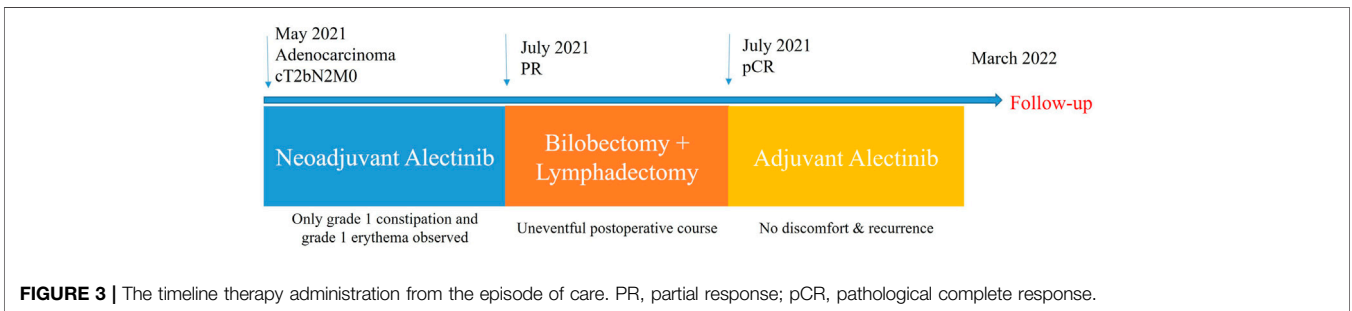 May 2021
Adenocarcinoma
cT2bN2M0
July 2021
PR
July 2021
pCR
March 2022
Follow-up
Neoadjuvant Alectinib
Bilobectomy +
Lymphadectomy
Adjuvant Alectinib
Only grade 1 constipation and
grade 1 erythema observed
Uneventful postoperative course
No discomfort & recurrence
FIGURE 3 | The timeline therapy administration from the episode of care. PR, partial response; pCR, pathological complete response.